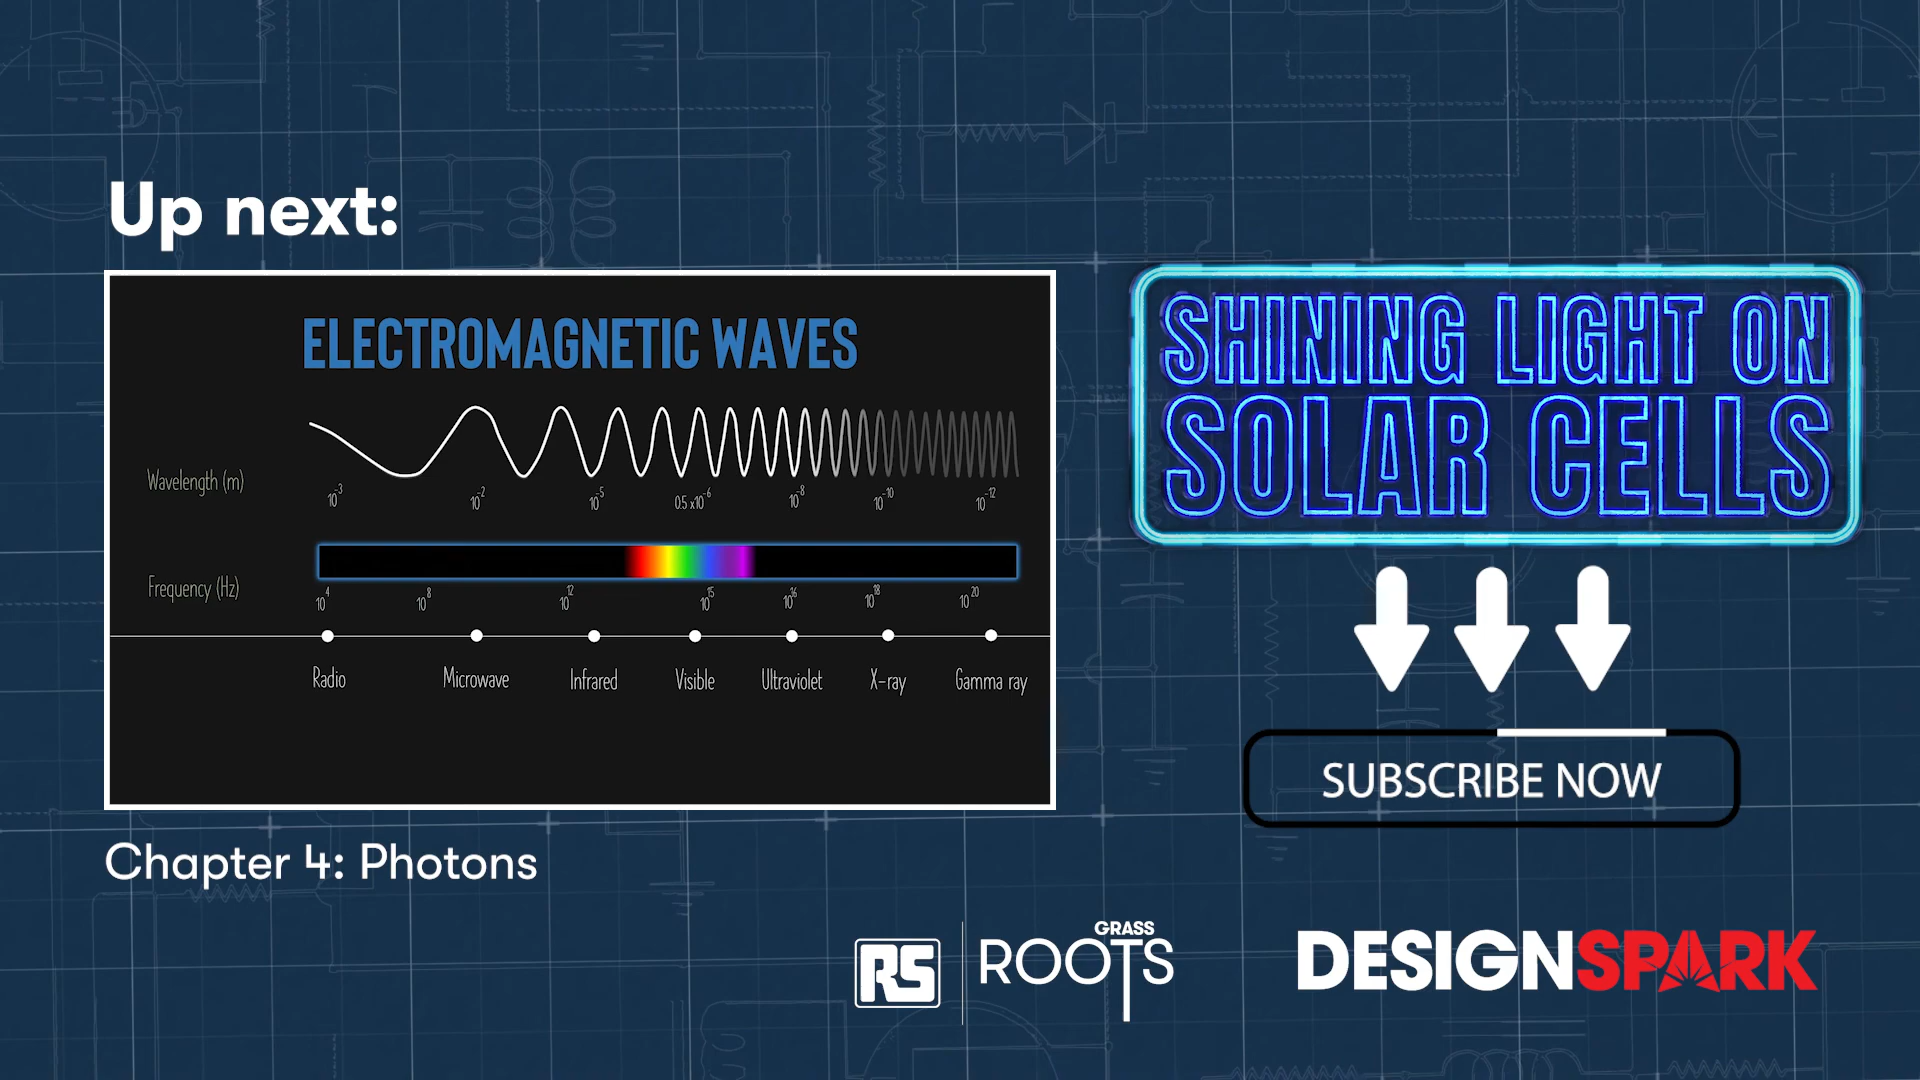 Up next:
ELECTROMAGNETIC WAVES
Wavelength (m)
10⁻³ 10⁻² 10⁻⁵ 0.5 x10⁻⁶ 10⁻⁸ 10⁻¹⁰ 10⁻¹²
Frequency (Hz)
10⁴ 10⁸ 10¹² 10¹⁵ 10¹⁶ 10¹⁸ 10²⁰
Radio Microwave Infrared Visible Ultraviolet X-ray Gamma ray
Chapter 4: Photons
SHINING LIGHT ON
SOLAR CELLS
SUBSCRIBE NOW
RS
GRASS
ROOTS
DESIGNSPARK